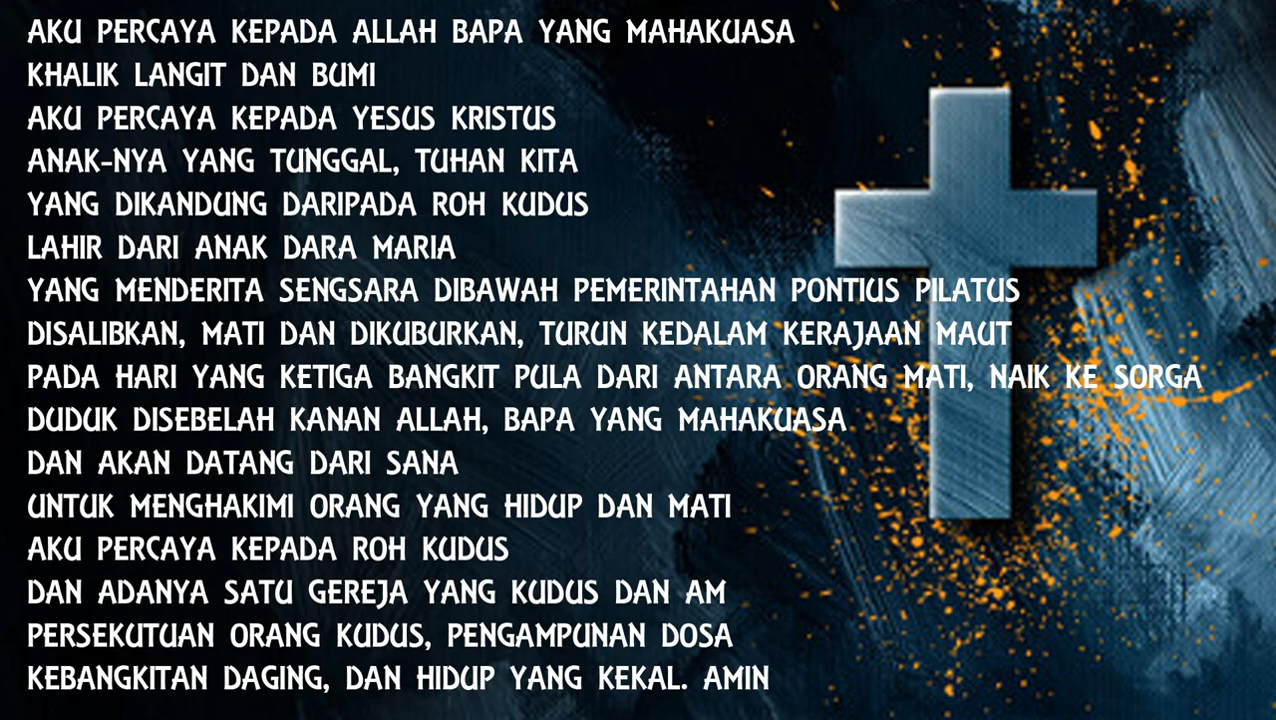 AKU PERCAYA KEPADA ALLAH BAPA YANG MAHAKUASA
KHALIK LANGIT DAN BUMI
AKU PERCAYA KEPADA YESUS KRISTUS
ANAK-NYA YANG TUNGGAL, TUHAN KITA
YANG DIKANDUNG DARIPADA ROH KUDUS
LAHIR DARI ANAK DARA MARIA
YANG MENDERITA SENGSARA DIBAWAH PEMERINTAHAN PONTIUS PILATUS
DISALIBKAN, MATI DAN DIKUBURKAN, TURUN KEDALAM KERAJAAN MAUT
PADA HARI YANG KETIGA BANGKIT PULA DARI ANTARA ORANG MATI, NAIK KE SORGA
DUDUK DISEBELAH KANAN ALLAH, BAPA YANG MAHAKUASA
DAN AKAN DATANG DARI SANA
UNTUK MENGHAKIMI ORANG YANG HIDUP DAN MATI
AKU PERCAYA KEPADA ROH KUDUS
DAN ADANYA SATU GEREJA YANG KUDUS DAN AM
PERSEKUTUAN ORANG KUDUS, PENGAMPUNAN DOSA
KEBANGKITAN DAGING, DAN HIDUP YANG KEKAL. AMIN